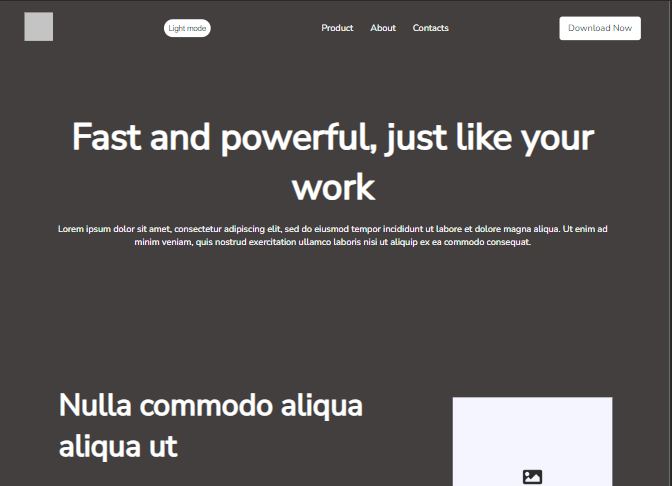 Light mode
Product
About
Contacts
Download Now
Fast and powerful, just like your
work
Lorem ipsum dolor sit amet, consectetur adipiscing elit, sed do eiusmod tempor incididunt ut labore et dolore magna aliqua. Ut enim ad
minim veniam, quis nostrud exercitation ullamco laboris nisi ut aliquip ex ea commodo consequat.
Nulla commodo aliqua
aliqua ut